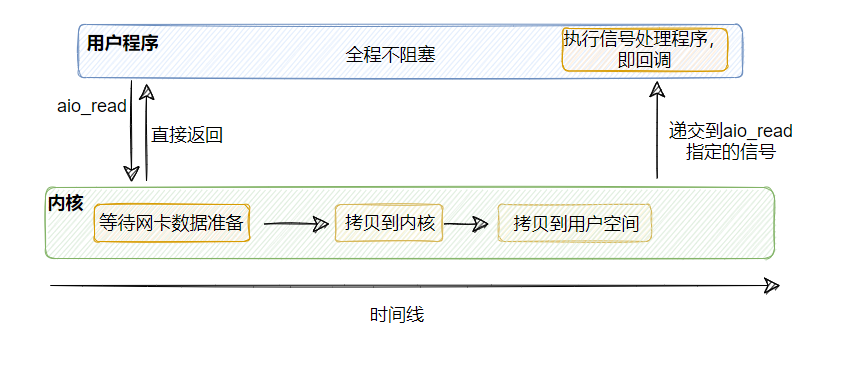 用户程序
全程不阻塞
执行信号处理程序，
即回调
aio_read
直接返回
递交到aio_read
指定的信号
内核
等待网卡数据准备
拷贝到内核
拷贝到用户空间
时间线